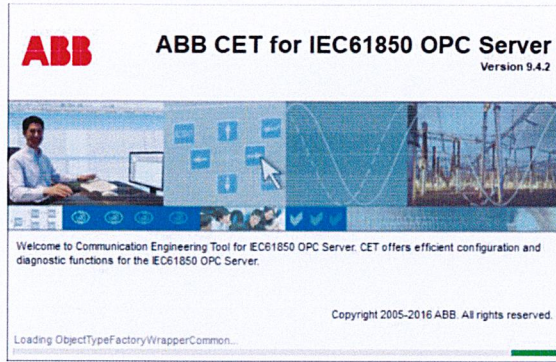 ABB
ABB CET for IEC61850 OPC Server
Version 9.4.2
Welcome to Communication Engineering Tool for IEC61850 OPC Server. CET offers efficient configuration and
diagnostic functions for the IEC61850 OPC Server.
Copyright 2005-2016 ABB. All rights reserved.
Loading ObjectTypeFactoryWrapperCommon...